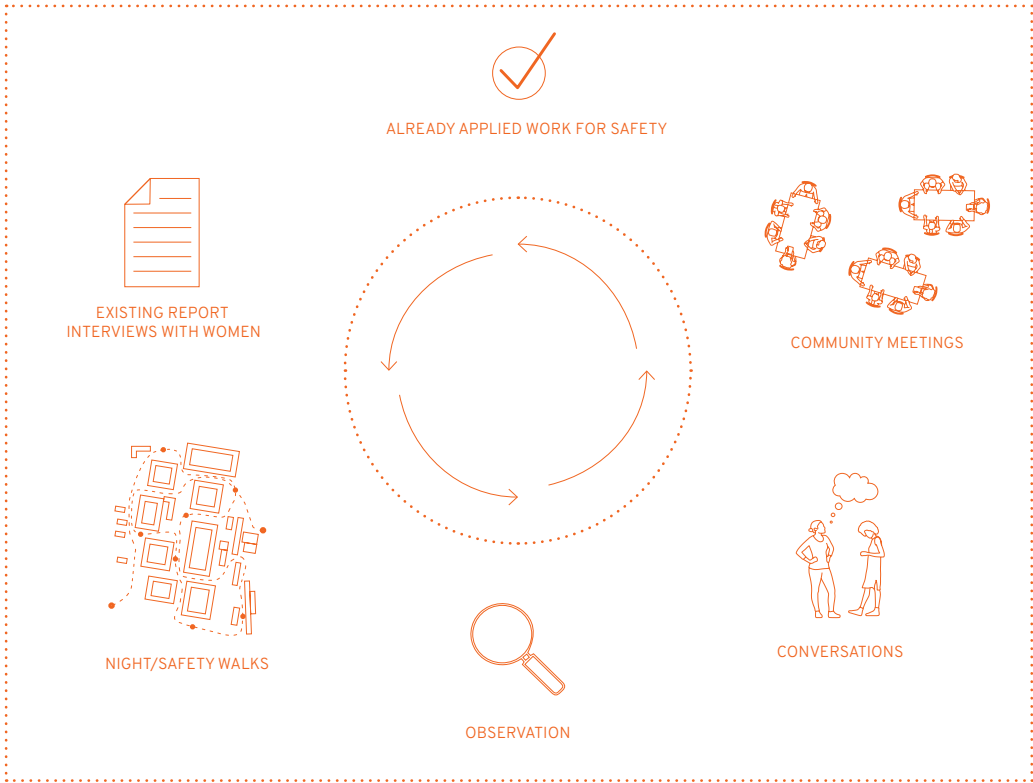 ALREADY APPLIED WORK FOR SAFETY
EXISTING REPORT
INTERVIEWS WITH WOMEN
COMMUNITY MEETINGS
NIGHT/SAFETY WALKS
CONVERSATIONS
OBSERVATION